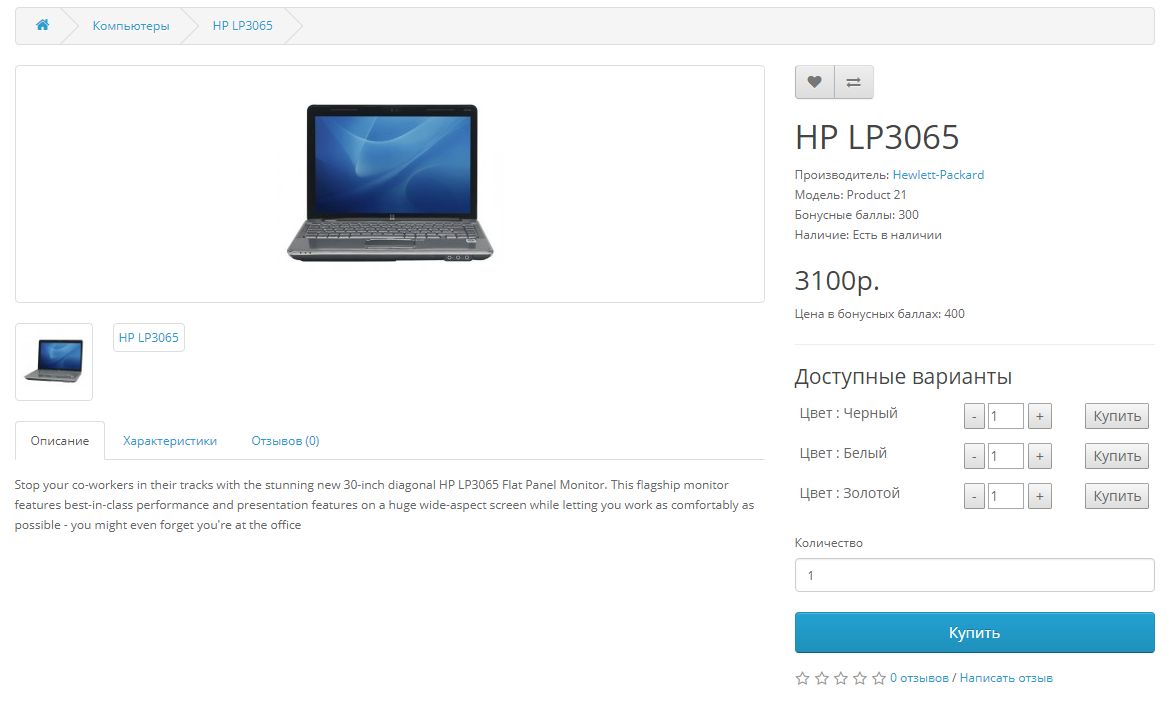 Компьютеры
HP LP3065
HP LP3065
Производитель: Hewlett-Packard
Модель: Product 21
Бонусные баллы: 300
Наличие: Есть в наличии
3100р.
Цена в бонусных баллах: 400
HP LP3065
Доступные варианты
Цвет : Черный - 1 + Купить
Цвет : Белый - 1 + Купить
Цвет : Золотой - 1 + Купить
Описание Характеристики Отзывов (0)
Stop your co-workers in their tracks with the stunning new 30-inch diagonal HP LP3065 Flat Panel Monitor. This flagship monitor
features best-in-class performance and presentation features on a huge wide-aspect screen while letting you work as comfortably as
possible - you might even forget you're at the office
Количество
1
Купить
0 отзывов / Написать отзыв